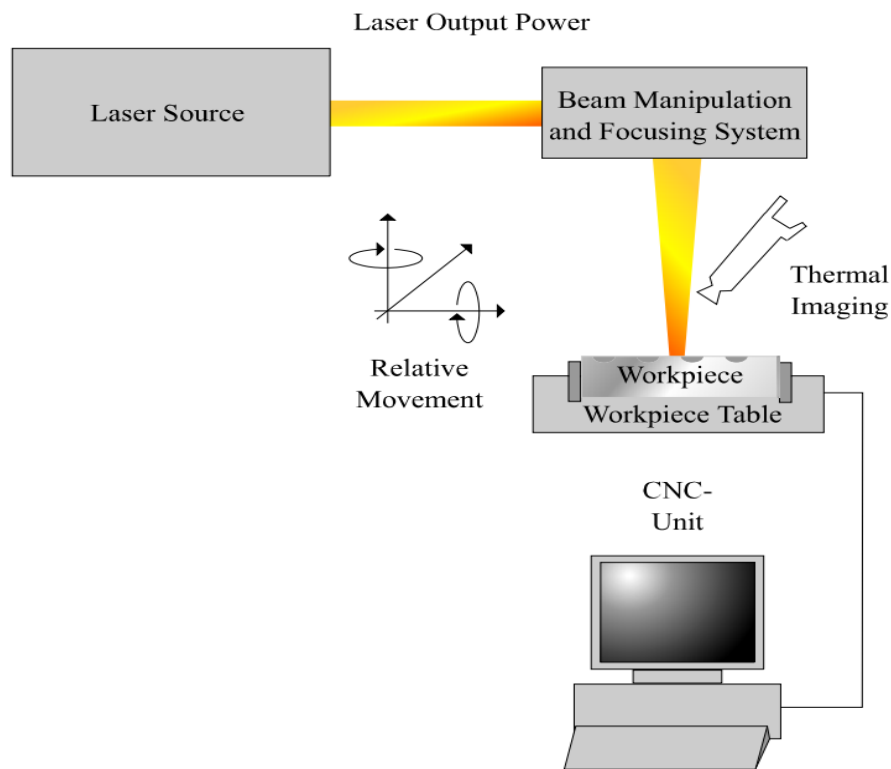 Laser Output Power
Laser Source
Beam Manipulation
and Focusing System
Thermal
Imaging
Relative
Movement
Workpiece
Workpiece Table
CNC-
Unit